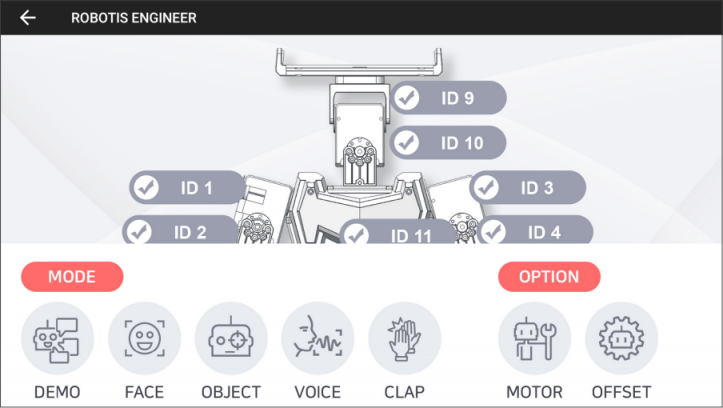 ROBOTIS ENGINEER
ID 9
ID 10
ID 1
ID 3
ID 2
ID 11
ID 4
MODE
OPTION
DEMO
FACE
OBJECT
VOICE
CLAP
MOTOR
OFFSET